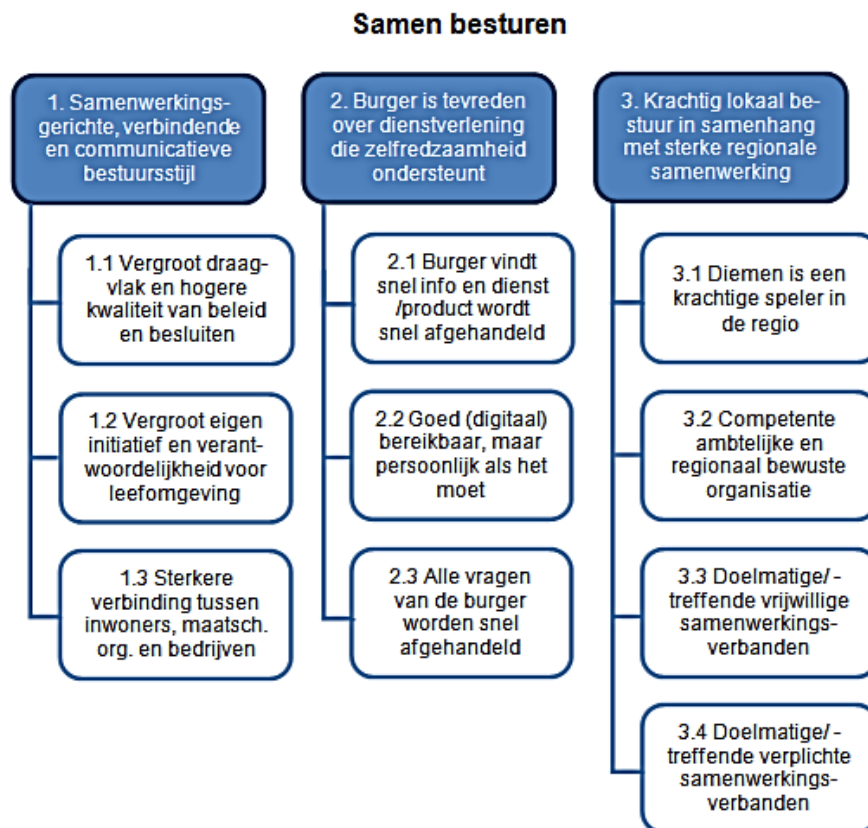 Samen besturen
1. Samenwerkings-
gerichte, verbindende
en communicatieve
bestuursstijl
1.1 Vergroot draag-
vlak en hogere
kwaliteit van beleid
en besluiten
1.2 Vergroot eigen
initiatief en verant-
woordelijkheid voor
leefomgeving
1.3 Sterkere
verbinding tussen
inwoners, maatsch.
org. en bedrijven
2. Burger is tevreden
over dienstverlening
die zelfredzaamheid
ondersteunt
2.1 Burger vindt
snel info en dienst
/product wordt
snel afgehandeld
2.2 Goed (digitaal)
bereikbaar, maar
persoonlijk als het
moet
2.3 Alle vragen
van de burger
worden snel
afgehandeld
3. Krachtig lokaal be-
stuur in samenhang
met sterke regionale
samenwerking
3.1 Diemen is een
krachtige speler in
de regio
3.2 Competente
ambtelijke en
regionaal bewuste
organisatie
3.3 Doelmatige/ -
treffende vrijwillige
samenwerkings-
verbanden
3.4 Doelmatige/ -
treffende verplichte
samenwerkings-
verbanden